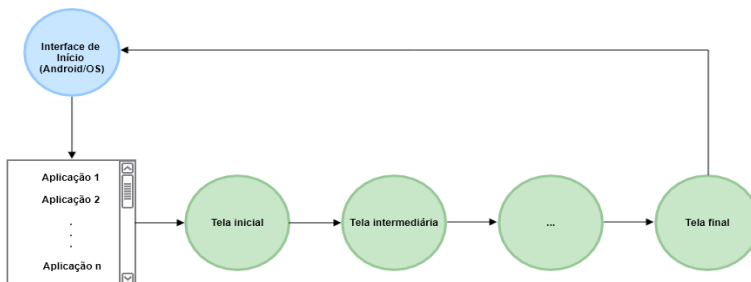 Interface de
Início
(Android/OS)
Aplicação 1
Aplicação 2
.
.
.
Aplicação n
Tela inicial
Tela intermediária
...
Tela final